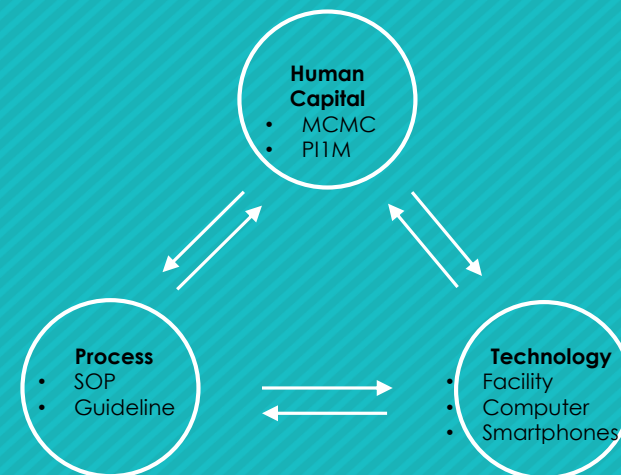 Human
Capital
• MCMC
• PI1M
Process
• SOP
• Guideline
Technology
• Facility
• Computer
• Smartphones